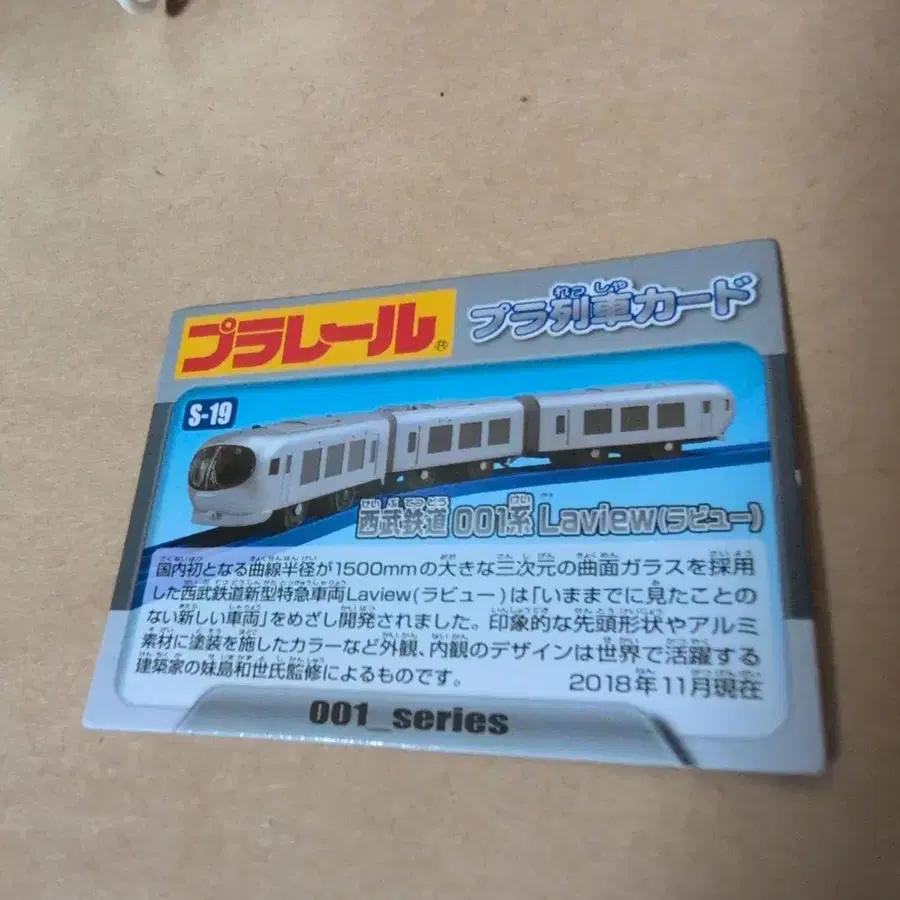 プラレール®
プラ列車カード
S-19
西武鉄道 001系 Laview(ラビュー)
国内初となる曲線半径が1500mmの大きな三次元の曲面ガラスを採用
した西武鉄道新型特急車両Laview(ラビュー)は「いままでに見たことの
ない新しい車両」をめざし開発されました。印象的な先頭形状やアルミ
素材に塗装を施したカラーなど外観、内観のデザインは世界で活躍する
建築家の妹島和世氏監修によるものです。
2018年11月現在
001_series